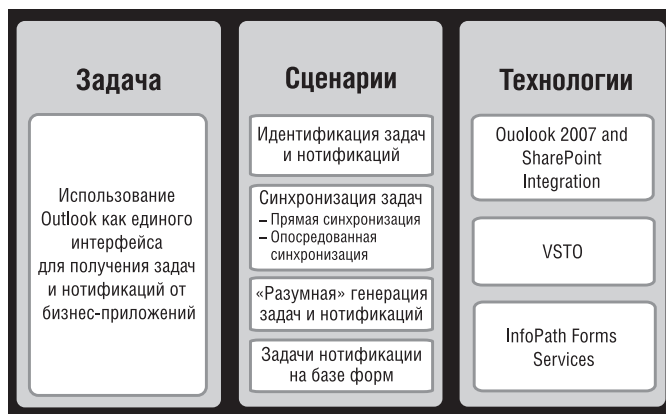 Задача
Использование
Outlook как единого
интерфейса
для получения задач
и нотификаций от
бизнес-приложений
Сценарии
Идентификация задач
и нотификаций
Синхронизация задач
– Прямая синхронизация
– Опосредованная
синхронизация
«Разумная» генерация
задач и нотификаций
Задачи нотификации
на базе форм
Технологии
Ouolook 2007 and
SharePoint
Integration
VSTO
InfoPath Forms
Services